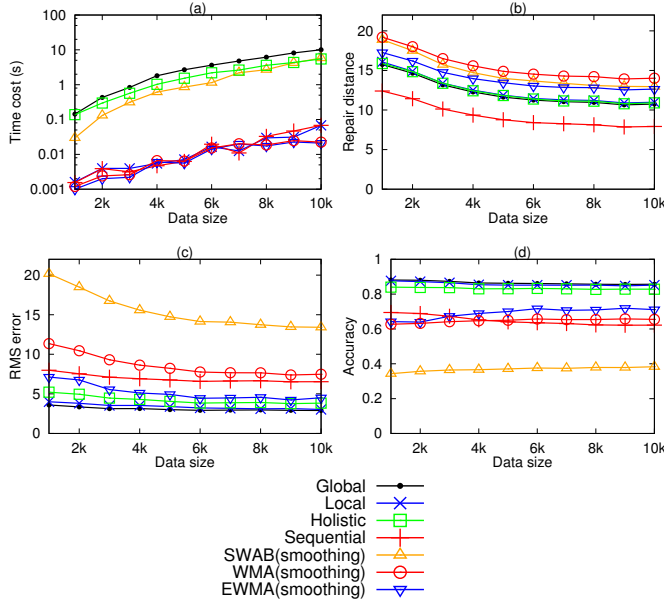 (a)
Time cost (s)
100
10
1
0.1
0.01
0.001
2k 4k 6k 8k 10k
Data size
(b)
Repair distance
20
15
10
5
0
2k 4k 6k 8k 10k
Data size
(c)
RMS error
20
15
10
5
0
2k 4k 6k 8k 10k
Data size
(d)
Accuracy
1
0.8
0.6
0.4
0.2
0
2k 4k 6k 8k 10k
Data size
Global
Local
Holistic
Sequential
SWAB(smoothing)
WMA(smoothing)
EWMA(smoothing)